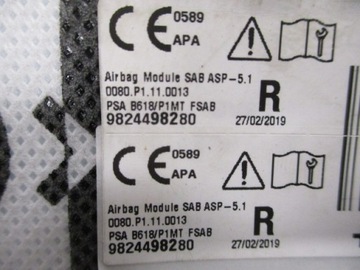 CE 0589
APA
Airbag Module SAB ASP-5.1
0080.P1.11.0013
PSA B618/P1MT FSAB
9824498280
R
27/02/2019
CE 0589
APA
Airbag Module SAB ASP-5.1
0080.P1.11.0013
PSA B618/P1MT FSAB
9824498280
R
27/02/2019